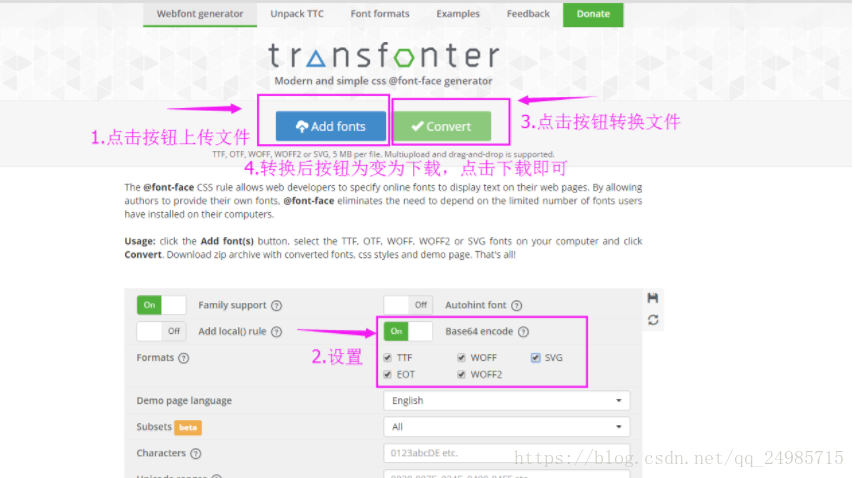 Webfont generator Unpack TTC Font formats Examples Feedback Donate
transfonter
Modern and simple css @font-face generator
Add fonts Convert
3.点击按钮转换文件
1.点击按钮上传文件
TTF, OTF, WOFF, WOFF2 or SVG, 5 MB per file. Multiupload and drag-and-drop is supported.
4.转换后按钮为变为下载，点击下载即可
The @font-face CSS rule allows web developers to specify online fonts to display text on their web pages. By allowing
authors to provide their own fonts, @font-face eliminates the need to depend on the limited number of fonts users
have installed on their computers.
Usage: click the Add font(s) button, select the TTF, OTF, WOFF, WOFF2 or SVG fonts on your computer and click
Convert. Download zip archive with converted fonts, css styles and demo page. That's all!
On Family support ? Off Autohint font ?
Off Add local() rule ? On Base64 encode ?
2.设置
Formats ? TTF WOFF SVG
EOT WOFF2
Demo page language English
Subsets beta All
Characters ? 0123abcDE etc.
https://blog.csdn.net/qq_24985715